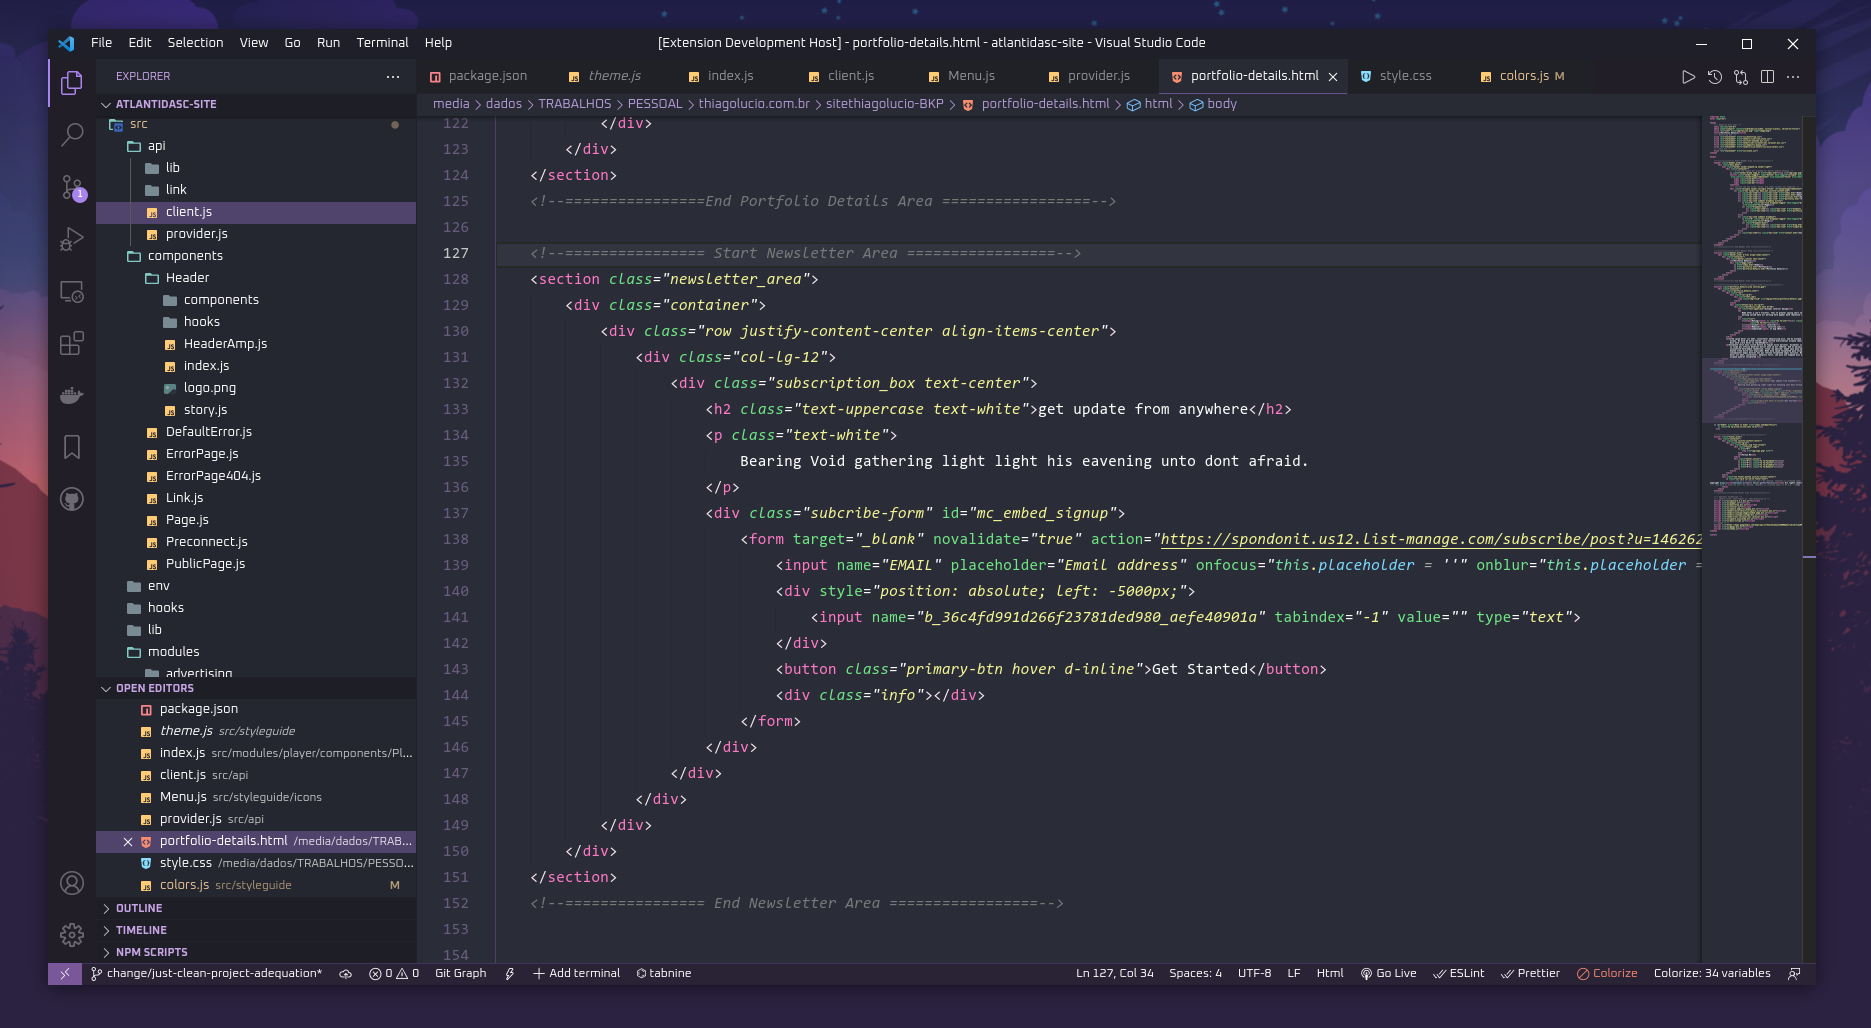 File Edit Selection View Go Run Terminal Help
[Extension Development Host] - portfolio-details.html - atlantidasc-site - Visual Studio Code
EXPLORER
package.json theme.js index.js client.js Menu.js provider.js portfolio-details.html style.css colors.js M
media > dados > TRABALHOS > PESSOAL > thiagolucio.com.br > sitethiagolucio-BKP > portfolio-details.html > html > body
ATLANTIDASC-SITE
src
api
lib
link
1
client.js
provider.js
components
Header
components
hooks
HeaderAmp.js
index.js
logo.png
story.js
DefaultError.js
ErrorPage.js
ErrorPage404.js
Link.js
Page.js
Preconnect.js
PublicPage.js
env
hooks
lib
modules
advertising
OPEN EDITORS
package.json
theme.js src/styleguide
index.js src/modules/player/components/Pl...
client.js src/api
Menu.js src/styleguide/icons
provider.js src/api
portfolio-details.html /media/dados/TRAB...
style.css /media/dados/TRABALHOS/PESSO...
colors.js src/styleguide M
OUTLINE
TIMELINE
NPM SCRIPTS
122 </div>
123 </div>
124 </section>
125 <!--================End Portfolio Details Area =================-->
126
127 <!--================ Start Newsletter Area =================-->
128 <section class="newsletter_area">
129 <div class="container">
130 <div class="row justify-content-center align-items-center">
131 <div class="col-lg-12">
132 <div class="subscription_box text-center">
133 <h2 class="text-uppercase text-white">get update from anywhere</h2>
134 <p class="text-white">
135 Bearing Void gathering light light his eavening unto dont afraid.
136 </p>
137 <div class="subcribe-form" id="mc_embed_signup">
138 <form target="_blank" novalidate="true" action="https://spondonit.us12.list-manage.com/subscribe/post?u=146262
139 <input name="EMAIL" placeholder="Email address" onfocus="this.placeholder = ''" onblur="this.placeholder =
140 <div style="position: absolute; left: -5000px;">
141 <input name="b_36c4fd991d266f23781ded980_aefe40901a" tabindex="-1" value="" type="text">
142 </div>
143 <button class="primary-btn hover d-inline">Get Started</button>
144 <div class="info"></div>
145 </form>
146 </div>
147 </div>
148 </div>
149 </div>
150 </div>
151 </section>
152 <!--================ End Newsletter Area =================-->
153
154
change/just-clean-project-adequation* 0 0 Git Graph Add terminal tabnine Ln 127, Col 34 Spaces: 4 UTF-8 LF Html Go Live ESLint Prettier Colorize Colorize: 34 variables